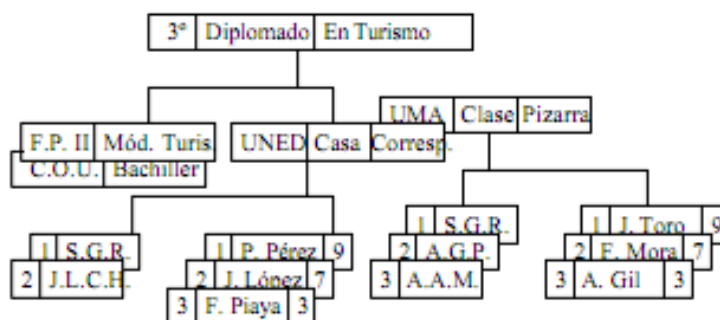 3º Diplomado En Turismo
UMA Clase Pizarra
F.P. II Mód. Turis.
UNED Casa Corresp.
C.O.U. Bachiller
1 S.G.R.
2 J.L.C.H.
1 P. Pérez 9
2 J. López 7
3 F. Piaya 3
1 S.G.R.
2 A.G.P.
3 A.A.M.
1 J. Toro 9
2 F. Mora 7
3 A. Gil 3